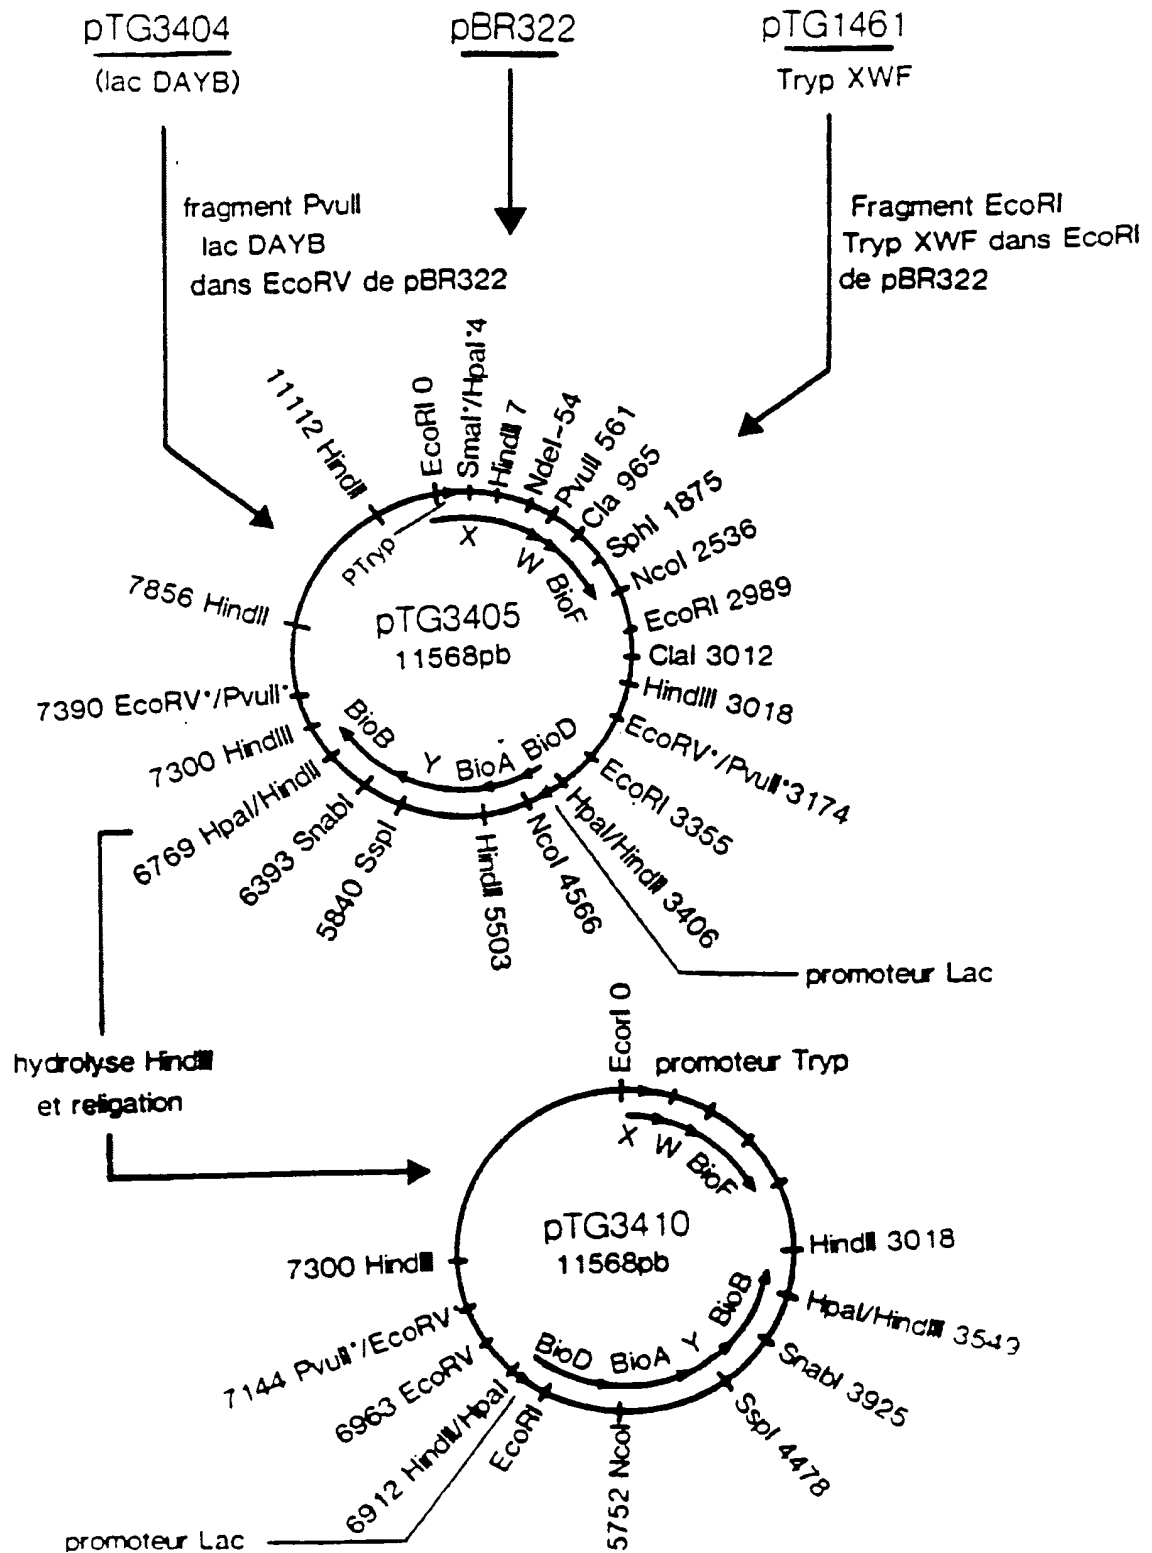 pTG3404
(lac DAYB)
pBR322
pTG1461
Tryp XWF
fragment PvuII
lac DAYB
dans EcoRV de pBR322
Fragment EcoRI
Tryp XWF dans EcoRI
de pBR322
11112 HindII
EcoRI 0
SmaI*/HpaI*4
HindIII 7
NdeI-54
PvuII 561
Cla 965
SphI 1875
NcoI 2536
EcoRI 2989
ClaI 3012
HindIII 3018
EcoRV*/PvuII*3174
EcoRI 3355
HpaI/HindII 3406
NcoI 4566
HindII 5503
5840 SspI
6393 SnabI
6769 HpaI/HindII
7300 HindIII
7390 EcoRV*/PvuII*
7856 HindII
PTryp
X
W
BioF
pTG3405
11568pb
BioB
Y
BioA
BioD
promoteur Lac
hydrolyse HindIII
et religation
EcorI 0
promoteur Tryp
X
W
BioF
pTG3410
11568pb
HindIII 3018
HpaI/HindII 3543
SnabI 3925
SspI 4478
5752 NcoI
EcoRI
6912 HindII/HpaI
6963 EcoRV
7144 PvuII*/EcoRV*
7300 HindIII
BioD
BioA
Y
BioB
promoteur Lac